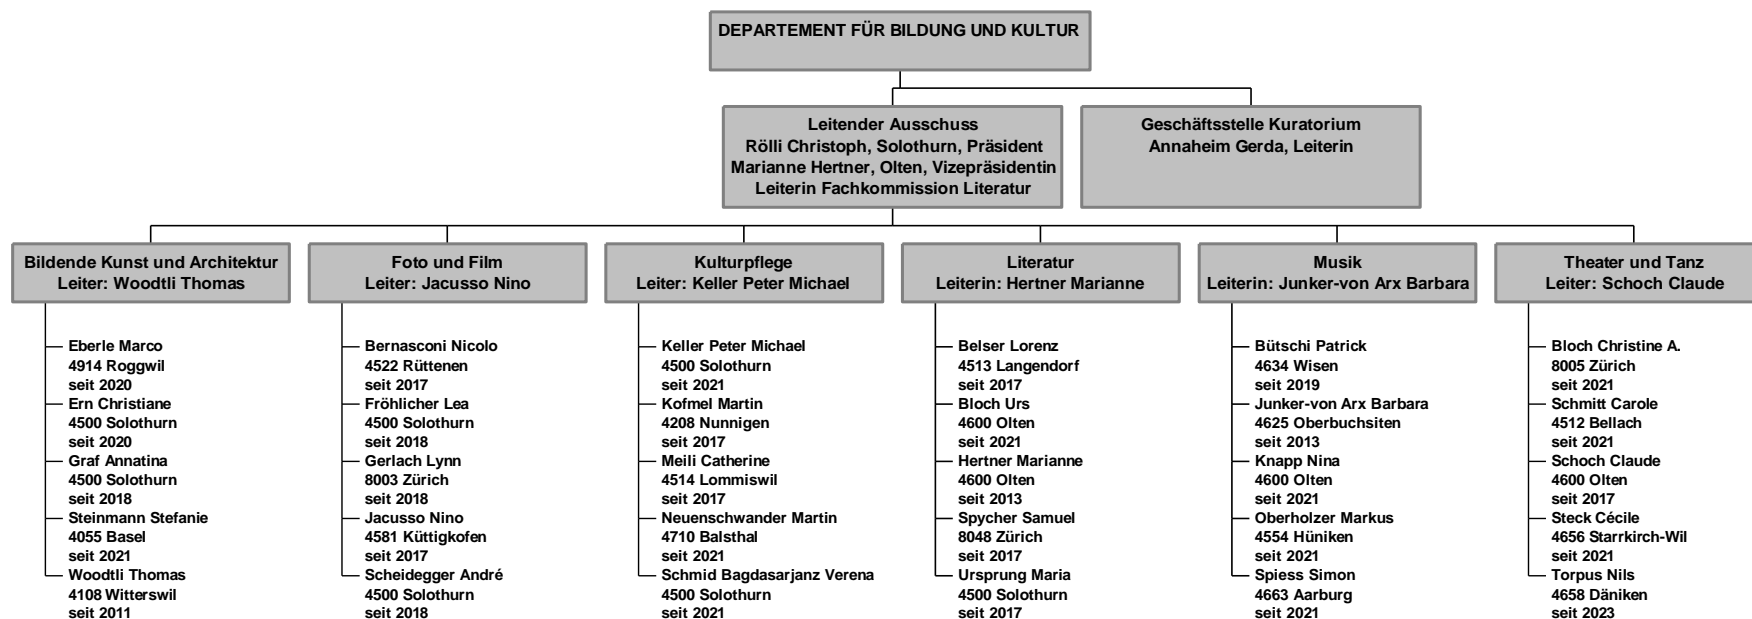 DEPARTEMENT FÜR BILDUNG UND KULTUR
Leitender Ausschuss
Rölli Christoph, Solothurn, Präsident
Marianne Hertner, Olten, Vizepräsidentin
Leiterin Fachkommission Literatur
Geschäftsstelle Kuratorium
Annaheim Gerda, Leiterin
Bildende Kunst und Architektur
Leiter: Woodtli Thomas
Eberle Marco
4914 Roggwil
seit 2020
Ern Christiane
4500 Solothurn
seit 2020
Graf Annatina
4500 Solothurn
seit 2018
Steinmann Stefanie
4055 Basel
seit 2021
Woodtli Thomas
4108 Witterswil
seit 2011
Foto und Film
Leiter: Jacusso Nino
Bernasconi Nicolo
4522 Rüttenen
seit 2017
Fröhlicher Lea
4500 Solothurn
seit 2018
Gerlach Lynn
8003 Zürich
seit 2018
Jacusso Nino
4581 Küttigkofen
seit 2017
Scheidegger André
4500 Solothurn
seit 2018
Kulturpflege
Leiter: Keller Peter Michael
Keller Peter Michael
4500 Solothurn
seit 2021
Kofmel Martin
4208 Nunnigen
seit 2017
Meili Catherine
4514 Lommiswil
seit 2017
Neuenschwander Martin
4710 Balsthal
seit 2021
Schmid Bagdasarjanz Verena
4500 Solothurn
seit 2021
Literatur
Leiterin: Hertner Marianne
Belser Lorenz
4513 Langendorf
seit 2017
Bloch Urs
4600 Olten
seit 2021
Hertner Marianne
4600 Olten
seit 2013
Spycher Samuel
8048 Zürich
seit 2017
Ursprung Maria
4500 Solothurn
seit 2017
Musik
Leiterin: Junker-von Arx Barbara
Bütschi Patrick
4634 Wisen
seit 2019
Junker-von Arx Barbara
4625 Oberbuchsiten
seit 2013
Knapp Nina
4600 Olten
seit 2021
Oberholzer Markus
4554 Hüniken
seit 2021
Spiess Simon
4663 Aarburg
seit 2021
Theater und Tanz
Leiter: Schoch Claude
Bloch Christine A.
8005 Zürich
seit 2021
Schmitt Carole
4512 Bellach
seit 2021
Schoch Claude
4600 Olten
seit 2017
Steck Cécile
4656 Starrkirch-Wil
seit 2021
Torpus Nils
4658 Däniken
seit 2023